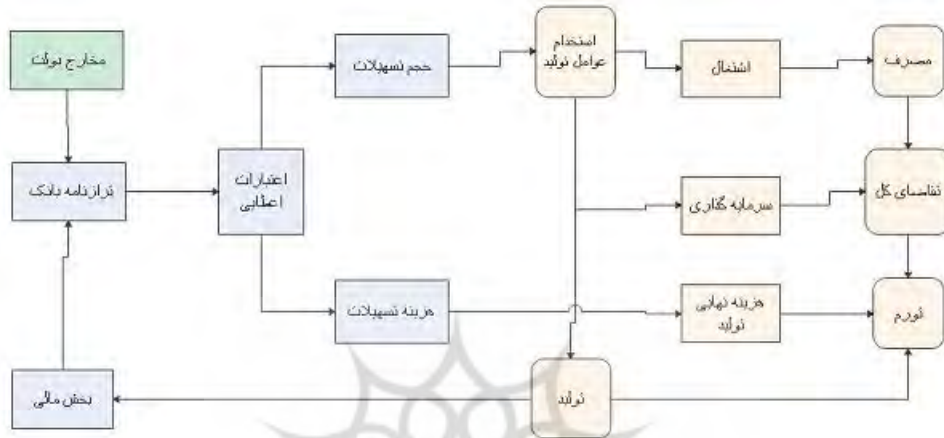 مخارج دولت
ترازنامه بانک
بخش مالی
اعتبارات
اعطایی
حجم تسهیلات
هزینه تسهیلات
استخدام
عوامل تولید
تولید
اشتغال
سرمایه گذاری
هزینه نهایی
تولید
مصرف
تقاضای کل
تورم